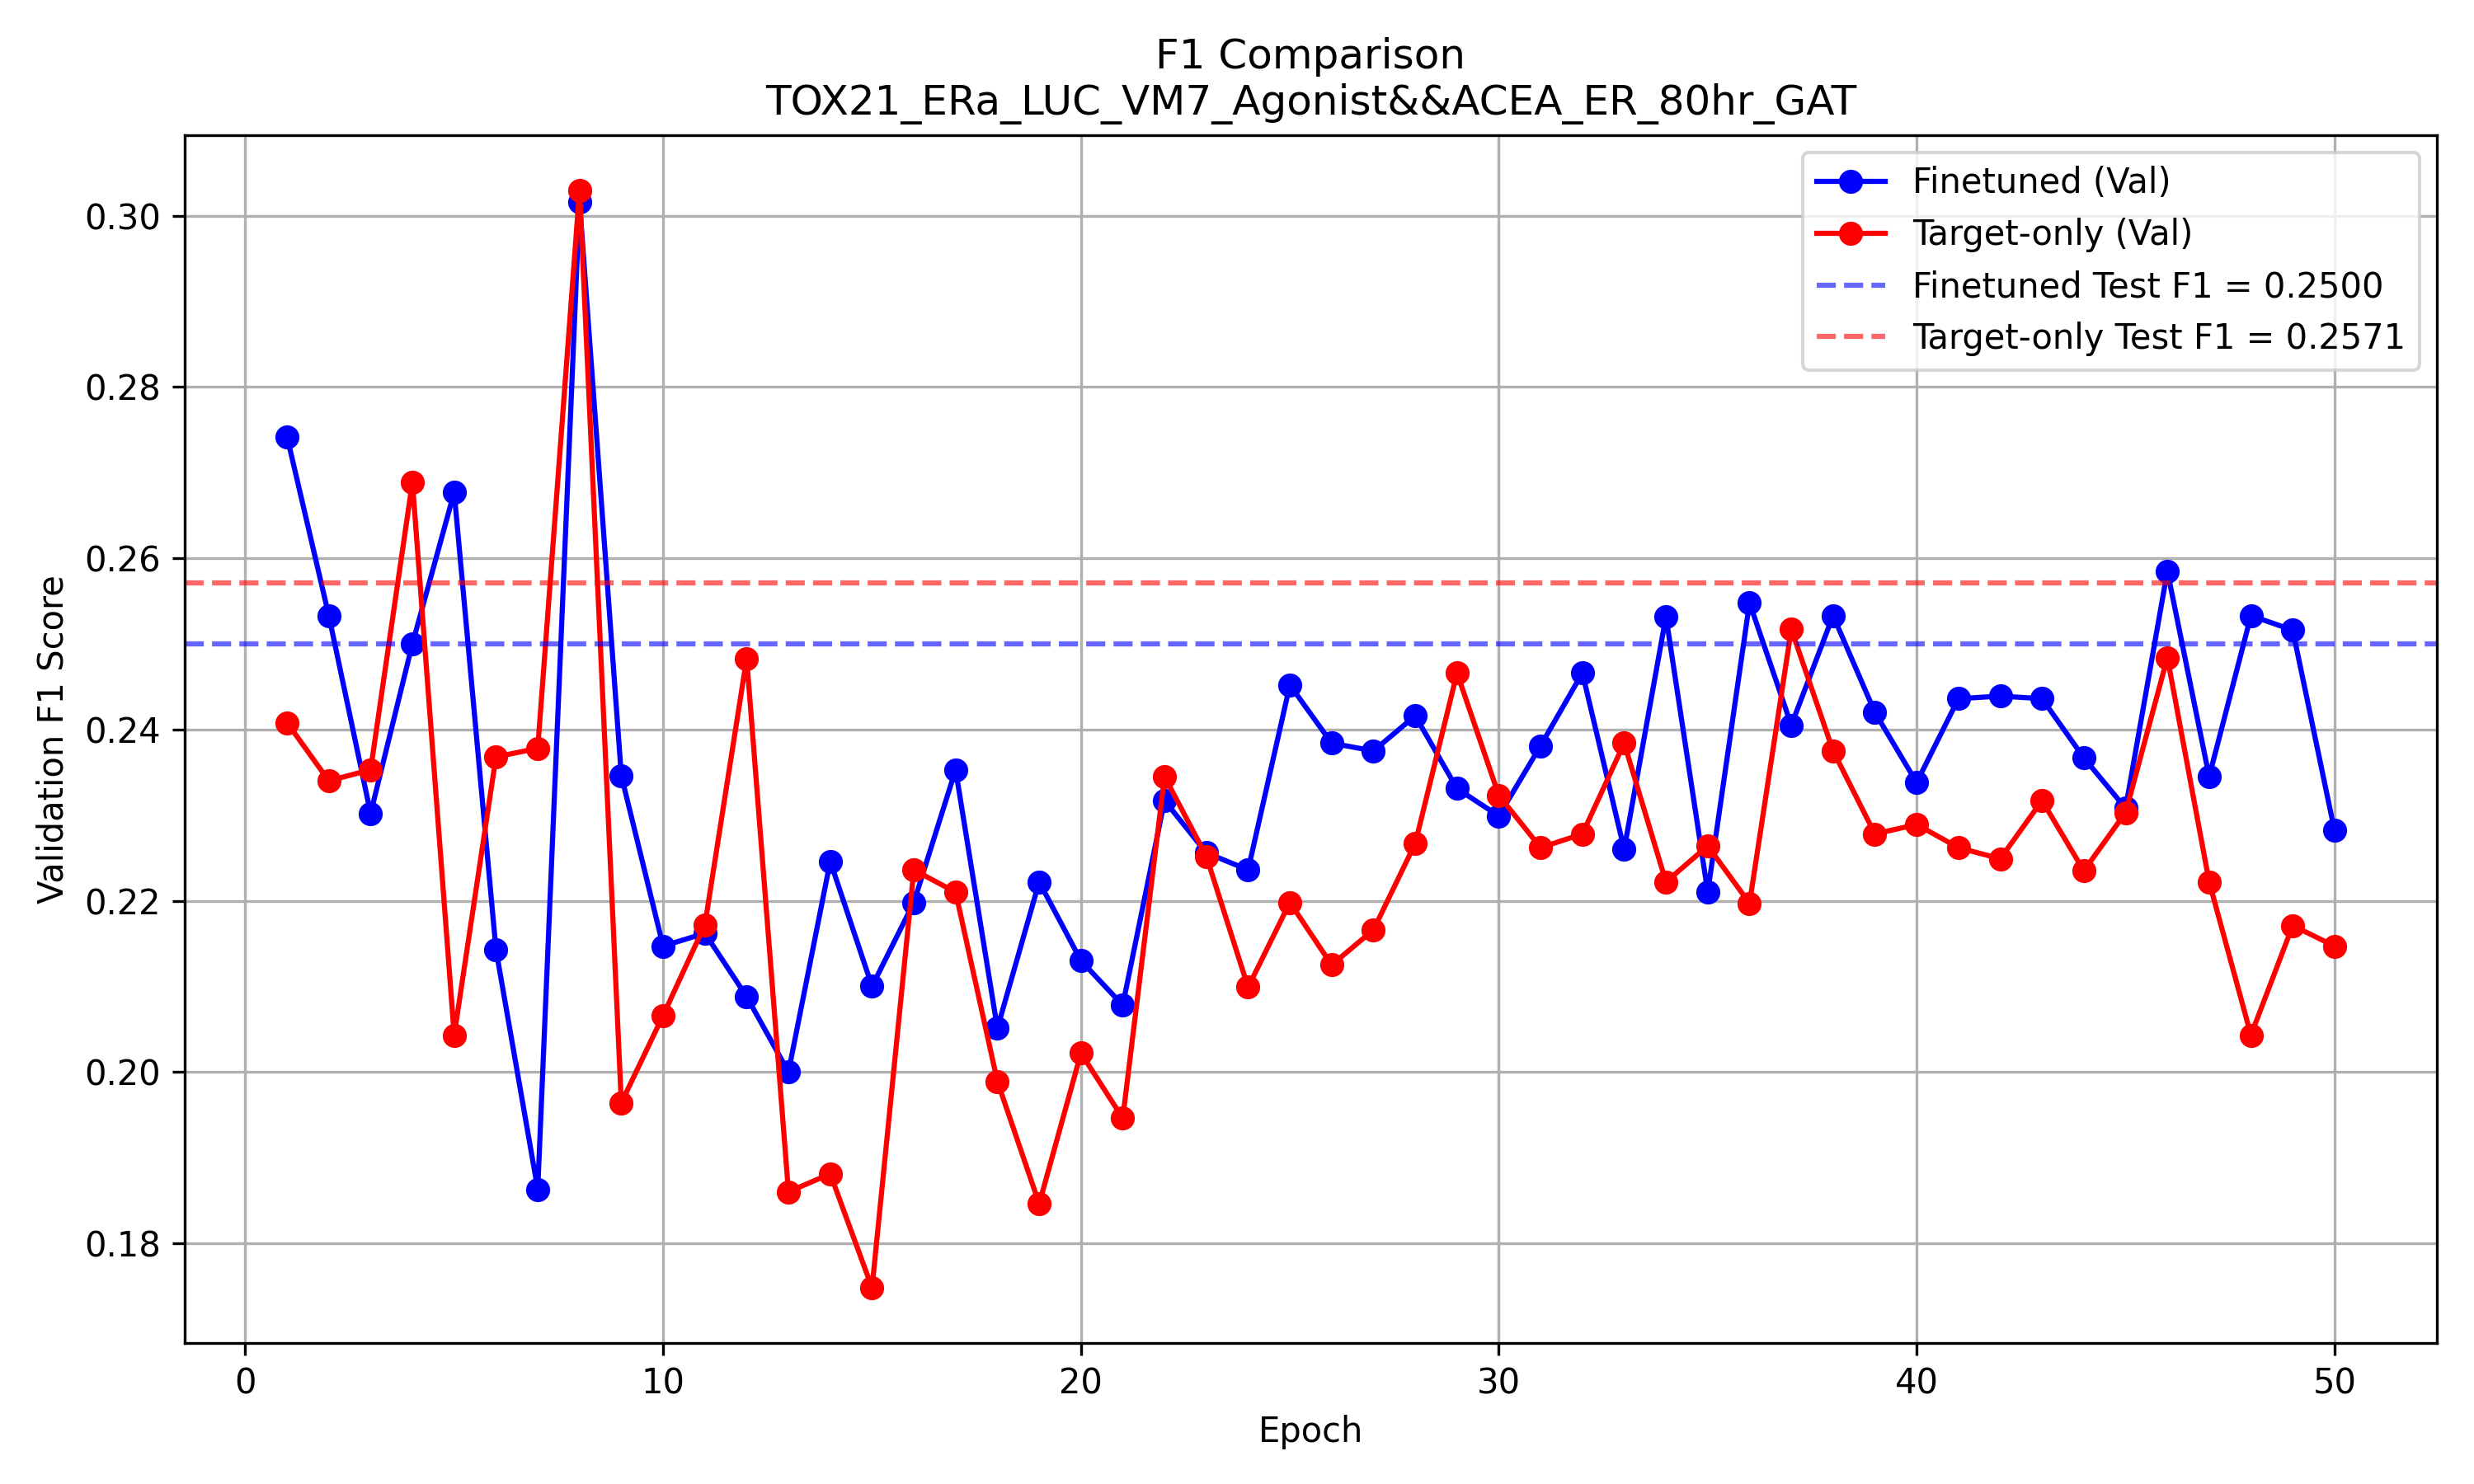 F1 Comparison
TOX21_ERa_LUC_VM7_Agonist&&ACEA_ER_80hr_GAT
Finetuned (Val)
Target-only (Val)
Finetuned Test F1 = 0.2500
Target-only Test F1 = 0.2571
Validation F1 Score
0.30
0.28
0.26
0.24
0.22
0.20
0.18
0 10 20 30 40 50
Epoch